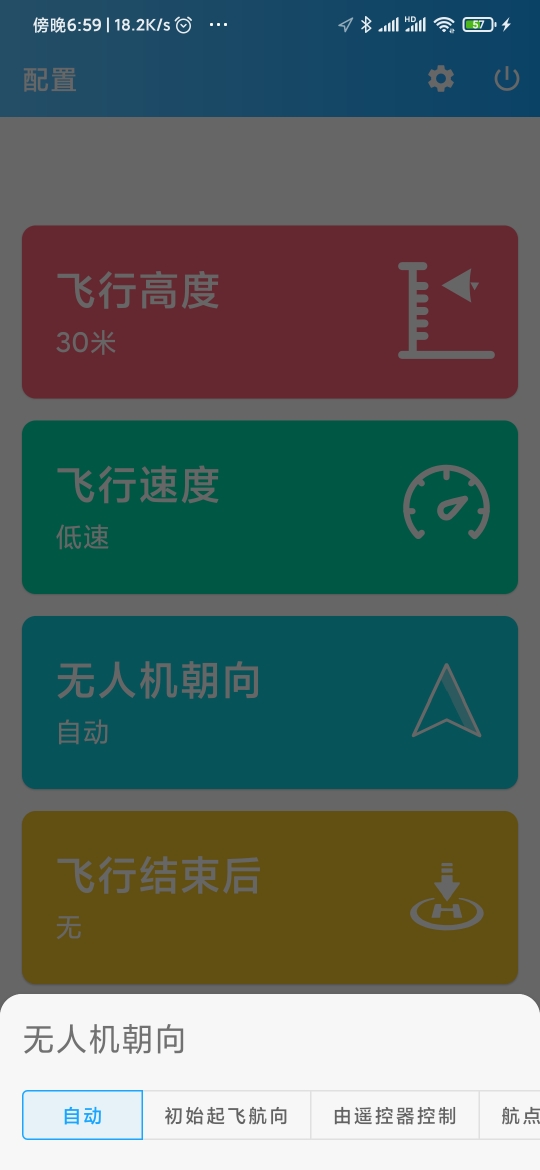 傍晚6:59 | 18.2K/s ...
HD 57
配置
飞行高度
30米
飞行速度
低速
无人机朝向
自动
飞行结束后
无
无人机朝向
自动 初始起飞航向 由遥控器控制 航点